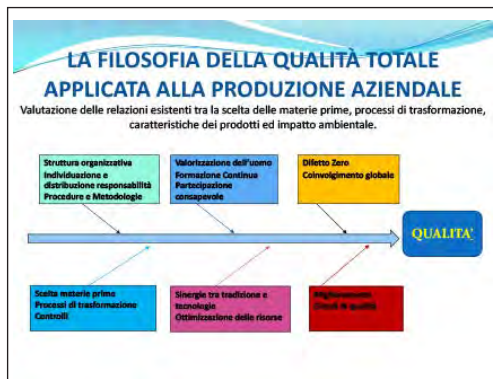 LA FILOSOFIA DELLA QUALITÀ TOTALE
APPLICATA ALLA PRODUZIONE AZIENDALE
Valutazione delle relazioni esistenti tra la scelta delle materie prime, processi di trasformazione,
caratteristiche dei prodotti ed impatto ambientale.
Struttura organizzativa
Individuazione e
distribuzione responsabilità
Procedure e Metodologie
Valorizzazione dell'uomo
Formazione Continua
Partecipazione
consapevole
Difetto Zero
Coinvolgimento globale
QUALITA'
Scelta materie prime
Processi di trasformazione
Controlli
Sinergie tra tradizione e
tecnologie
Ottimizzazione delle risorse
Miglioramento
di qualità